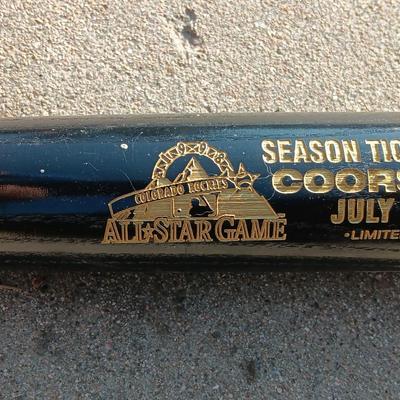 COLORADO ROCKIES
ALL★STAR GAME
SEASON TIC
COORS
JULY
•LIMITE